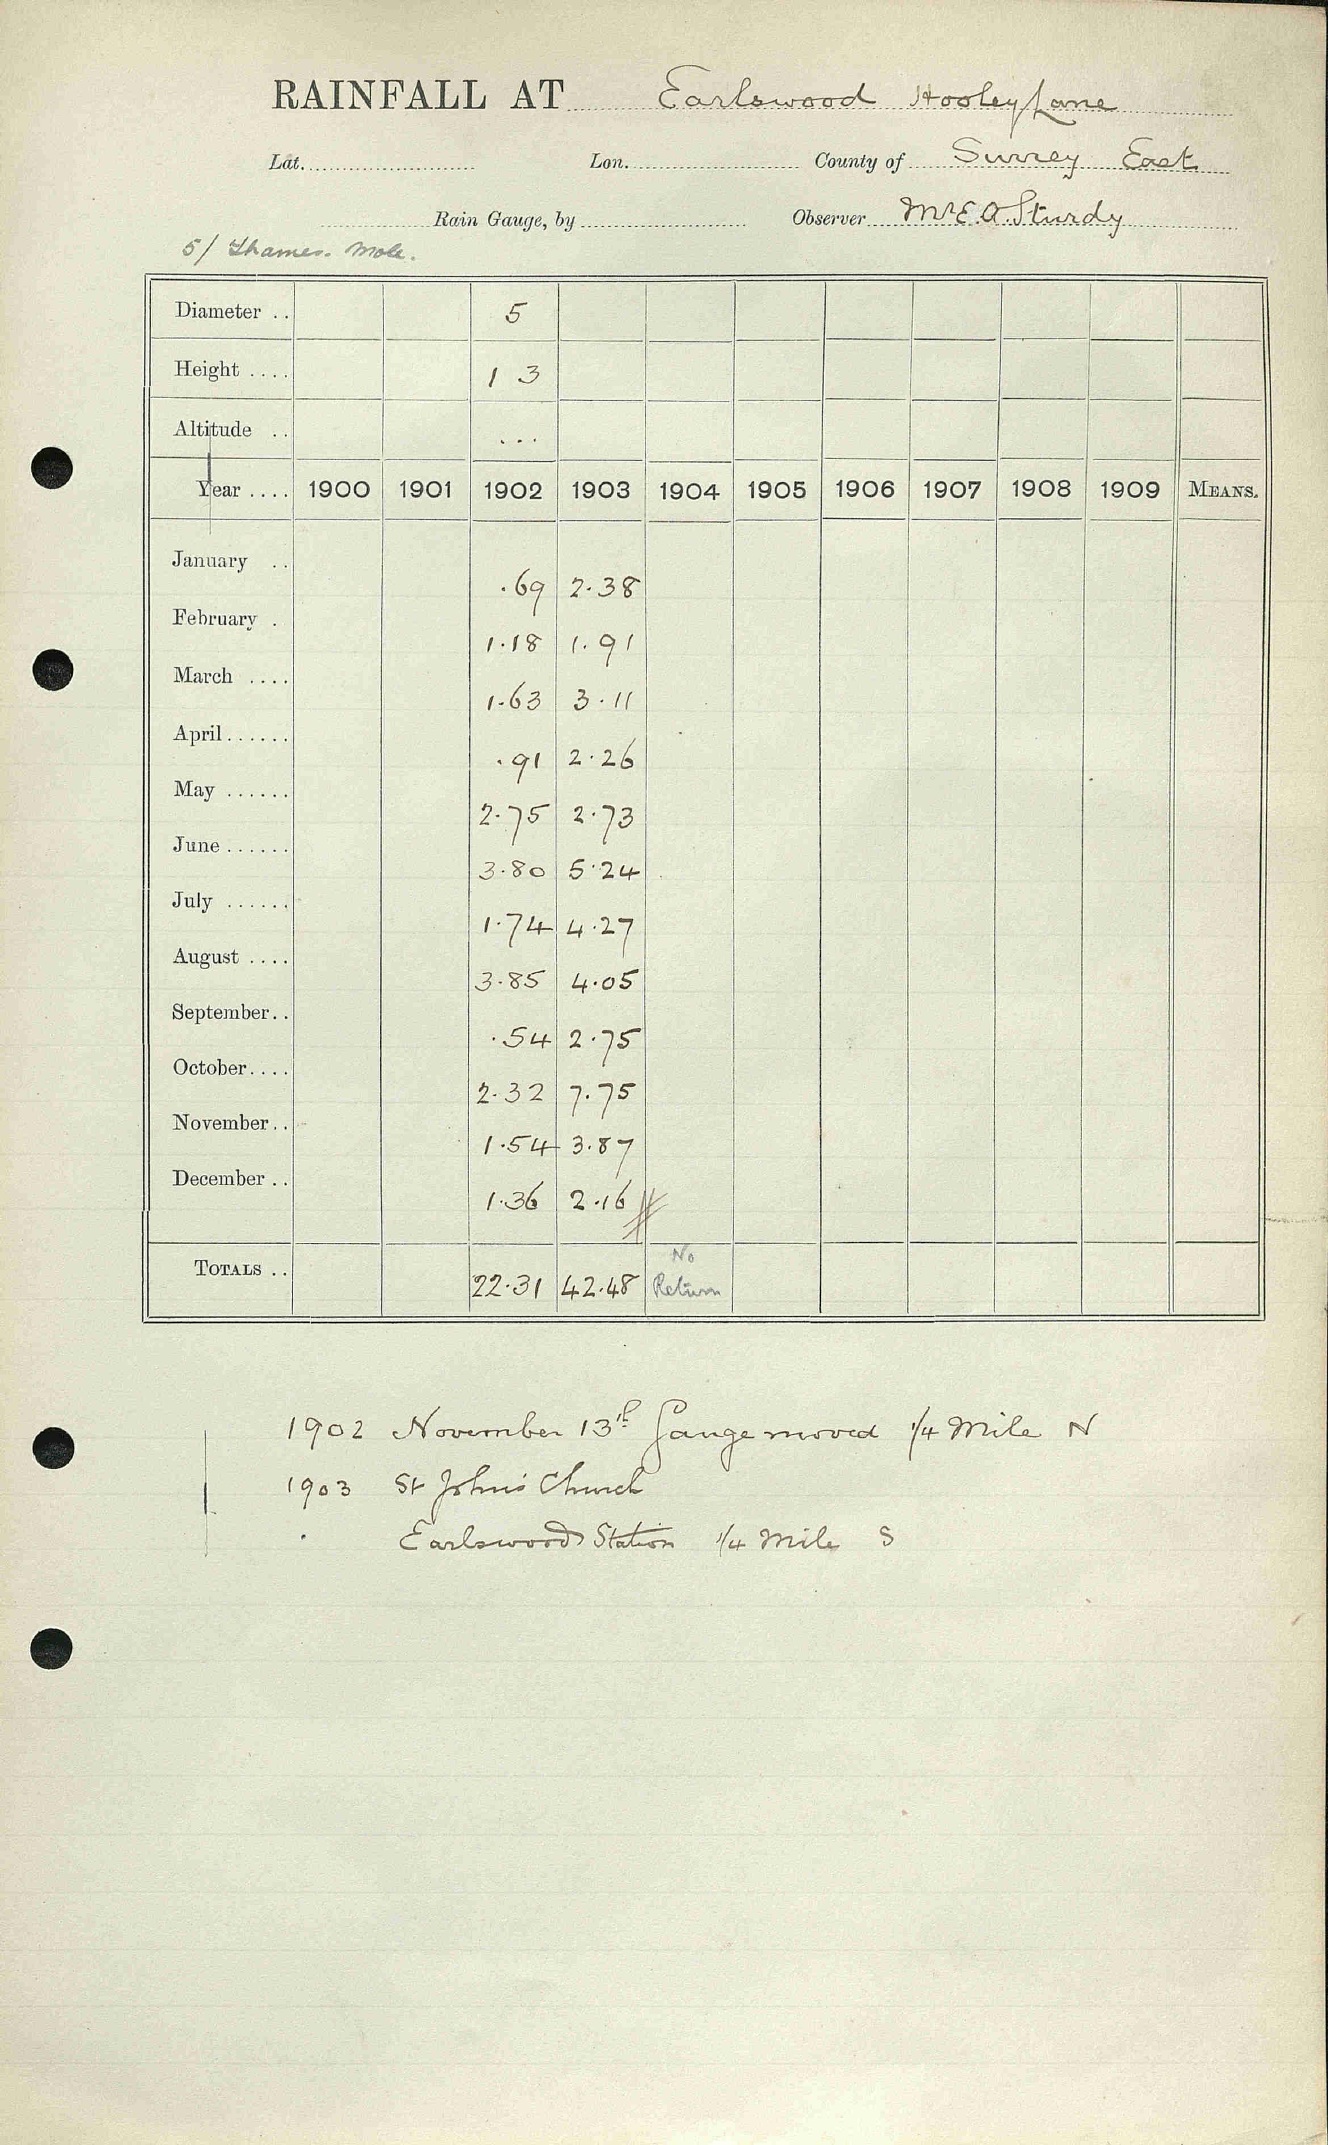 RAINFALL AT Earlswood Hooley Lane
Lat. Lon. County of Surrey East
Rain Gauge, by Observer Mr E. A. Sturdy
5/ Thames. Mole.
Diameter .. 5
Height .... 1 3
Altitude .. ...
Year .... 1900 1901 1902 1903 1904 1905 1906 1907 1908 1909 MEANS.
January .. .69 2.38
February . 1.18 1.91
March .... 1.63 3.11
April...... .91 2.26
May ...... 2.75 2.73
June ...... 3.80 5.24
July ...... 1.74 4.27
August .... 3.85 4.05
September.. .54 2.75
October.... 2.32 7.75
November.. 1.54 3.87
December .. 1.36 2.16
TOTALS .. 22.31 42.48 No Return
1902 November 13th Gauge moved 1/4 Mile N
1903 St John's Church
Earlswood Station 1/4 Mile S